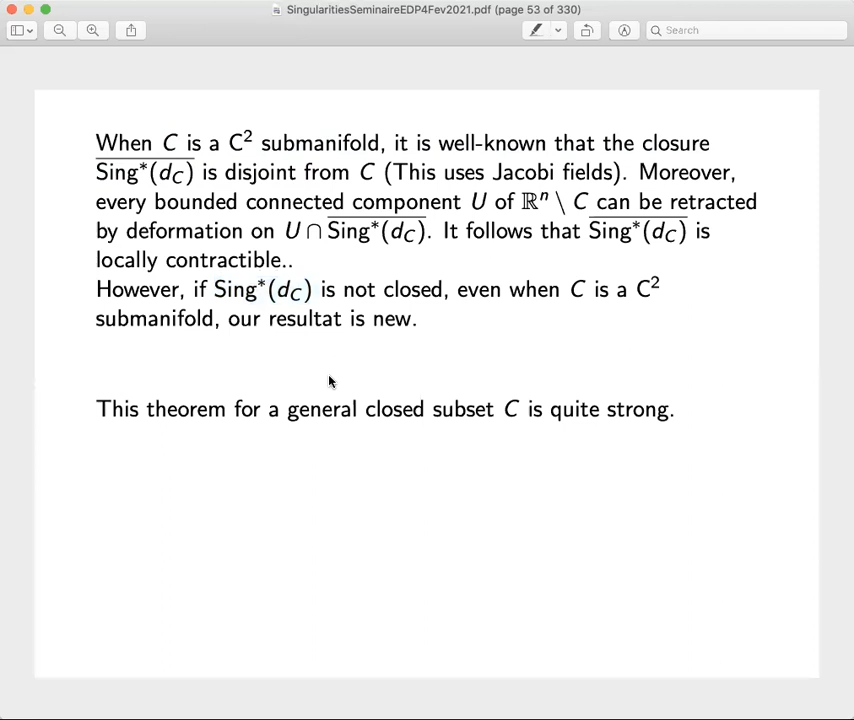 SingularitiesSeminaireEDP4Fev2021.pdf (page 53 of 330)
Search
When C is a C² submanifold, it is well-known that the closure
\overline{Sing*(d_C)} is disjoint from C (This uses Jacobi fields). Moreover,
every bounded connected component U of ℝⁿ \ C can be retracted
by deformation on U ∩ \overline{Sing*(d_C)}. It follows that \overline{Sing*(d_C)} is
locally contractible..
However, if Sing*(d_C) is not closed, even when C is a C²
submanifold, our resultat is new.
This theorem for a general closed subset C is quite strong.